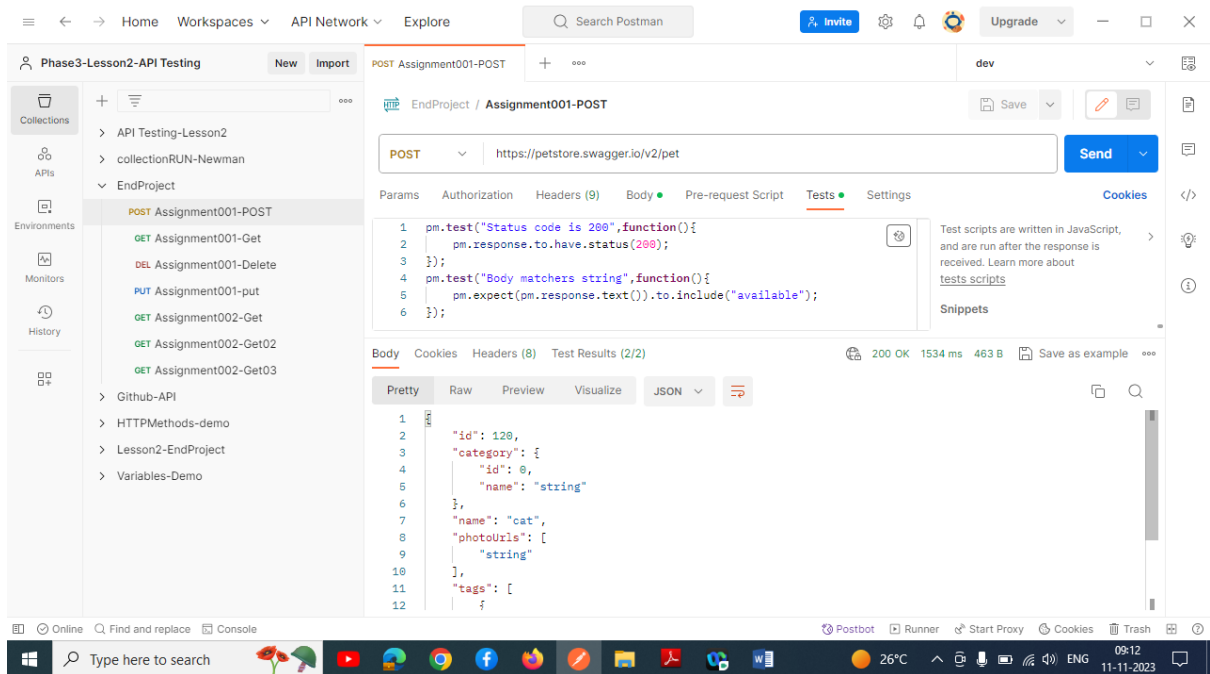 Home Workspaces API Network Explore Search Postman Invite Upgrade
Phase3-Lesson2-API Testing New Import POST Assignment001-POST dev
Collections
APIs
Environments
Monitors
History
API Testing-Lesson2
collectionRUN-Newman
EndProject
POST Assignment001-POST
GET Assignment001-Get
DEL Assignment001-Delete
PUT Assignment001-put
GET Assignment002-Get
GET Assignment002-Get02
GET Assignment002-Get03
Github-API
HTTPMethods-demo
Lesson2-EndProject
Variables-Demo
HTTP EndProject / Assignment001-POST Save
POST https://petstore.swagger.io/v2/pet Send
Params Authorization Headers (9) Body Pre-request Script Tests Settings Cookies
1 pm.test("Status code is 200",function(){
2 pm.response.to.have.status(200);
3 });
4 pm.test("Body matchers string",function(){
5 pm.expect(pm.response.text()).to.include("available");
6 });
Test scripts are written in JavaScript,
and are run after the response is
received. Learn more about
tests scripts
Snippets
Body Cookies Headers (8) Test Results (2/2) 200 OK 1534 ms 463 B Save as example
Pretty Raw Preview Visualize JSON
1 {
2 "id": 120,
3 "category": {
4 "id": 0,
5 "name": "string"
6 },
7 "name": "cat",
8 "photoUrls": [
9 "string"
10 ],
11 "tags": [
12 {
Online Find and replace Console Postbot Runner Start Proxy Cookies Trash
Type here to search 26°C ENG 09:12
11-11-2023